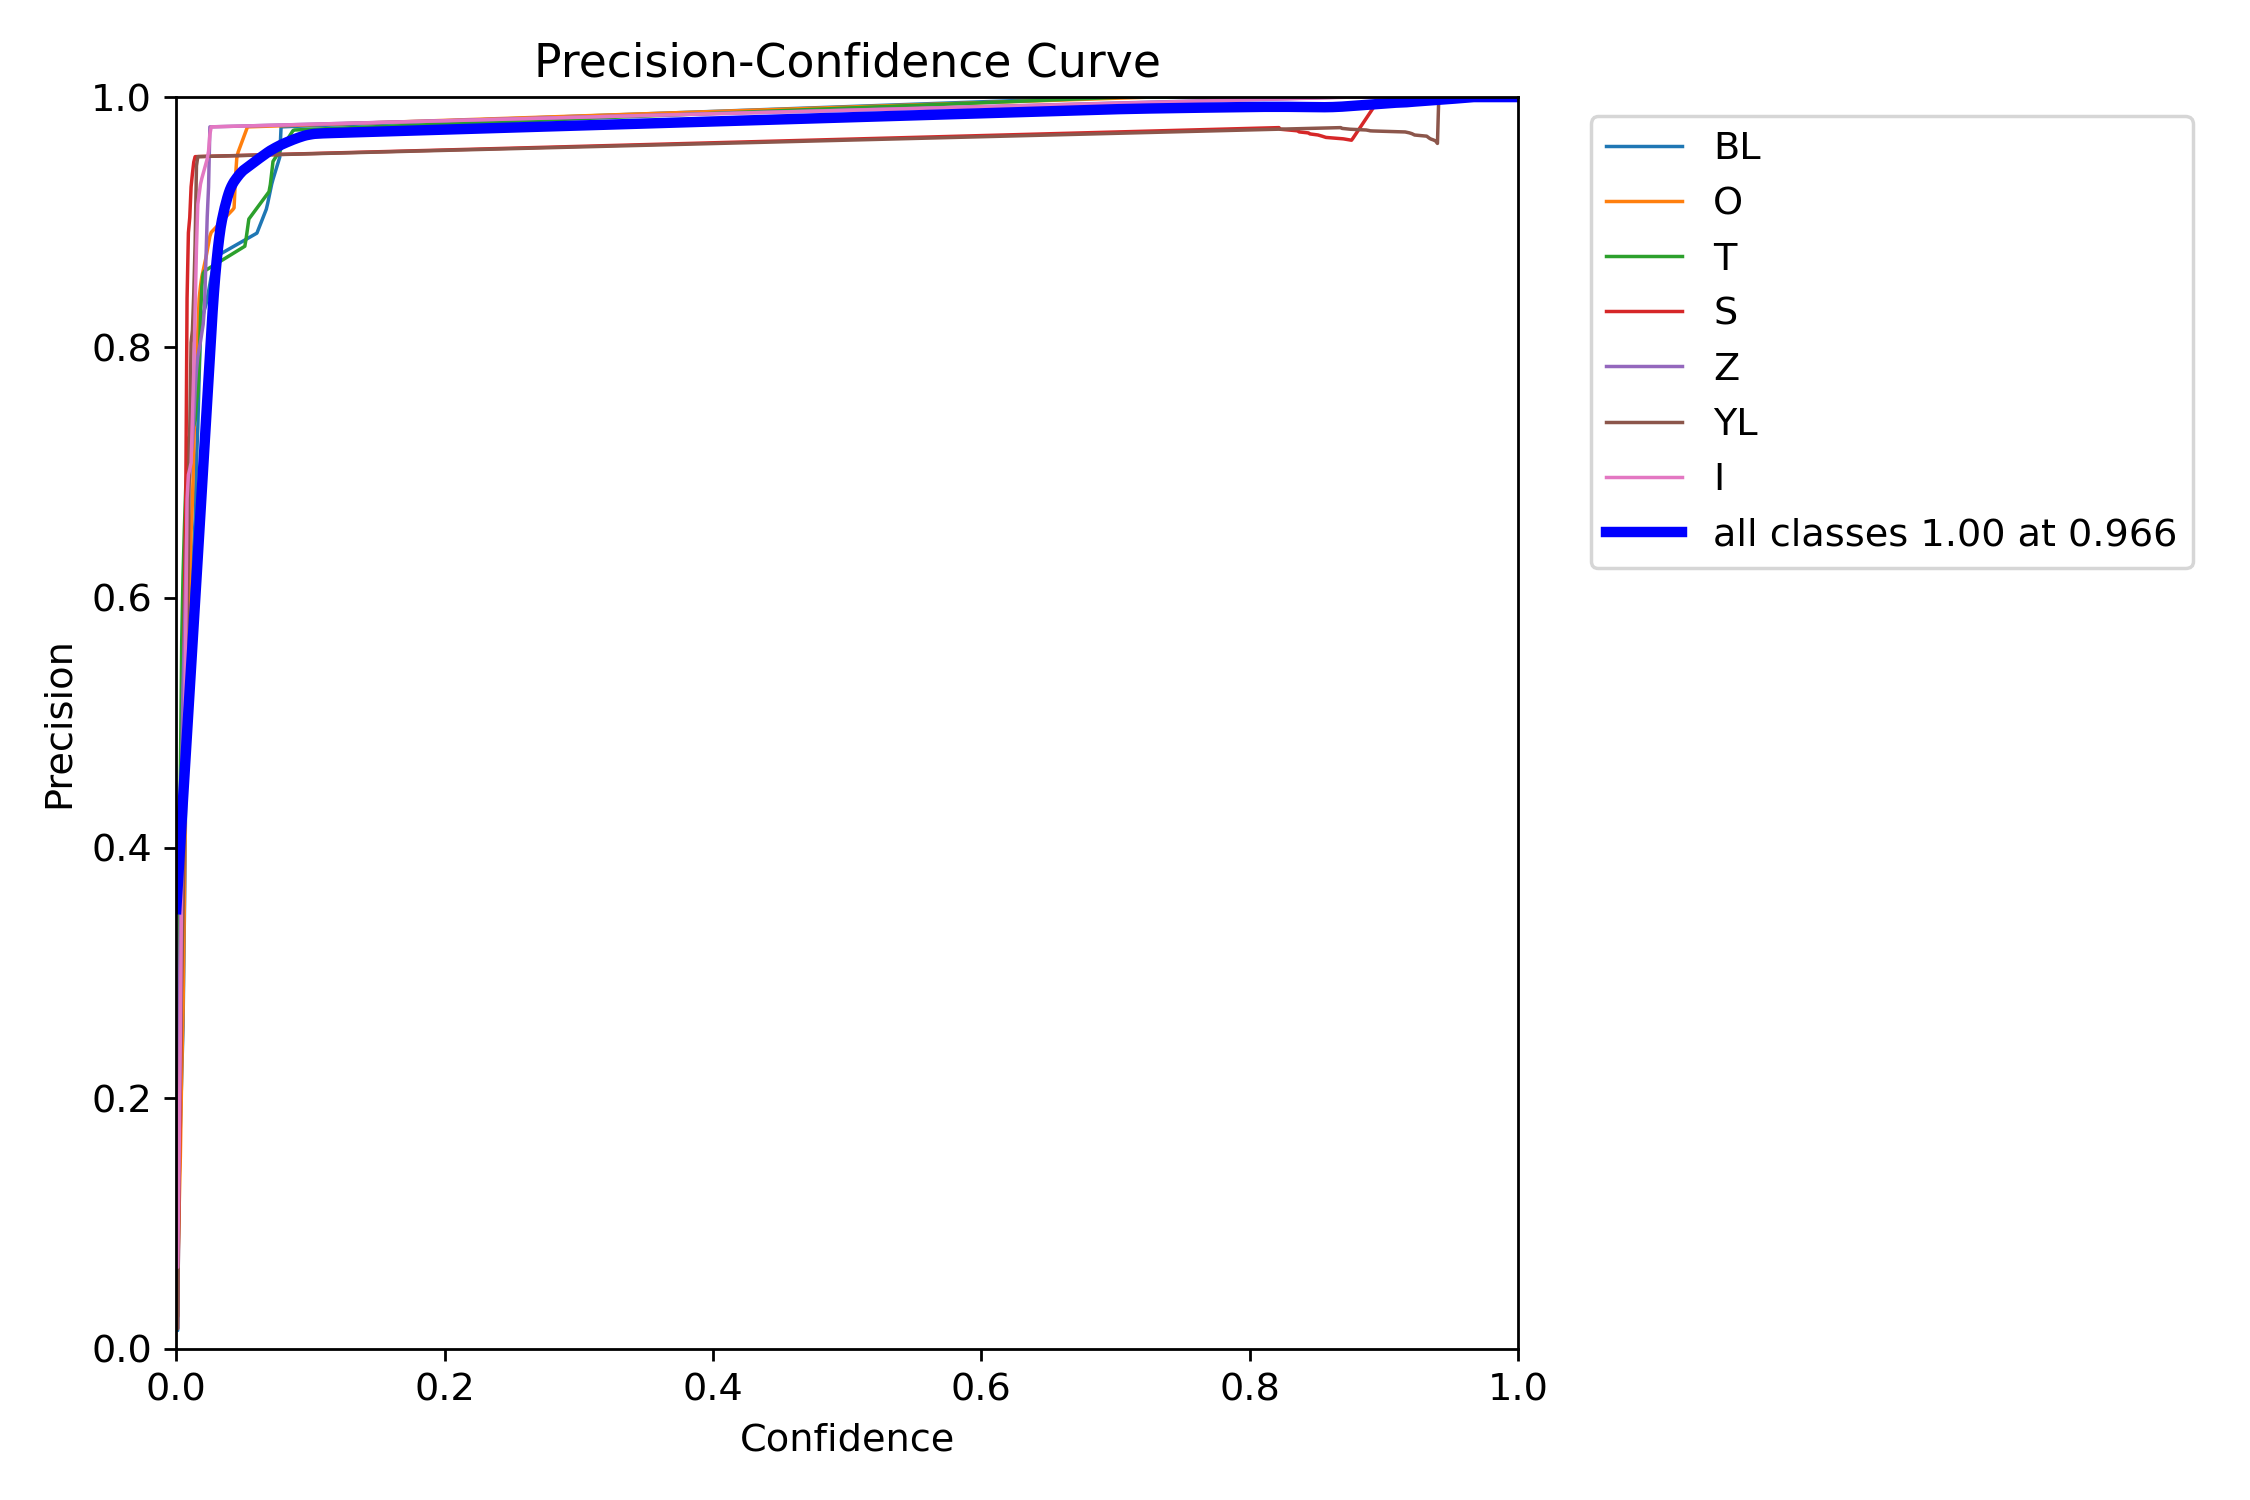 Precision-Confidence Curve
1.0
0.8
0.6
0.4
0.2
0.0
Precision
0.0 0.2 0.4 0.6 0.8 1.0
Confidence
BL
O
T
S
Z
YL
I
all classes 1.00 at 0.966